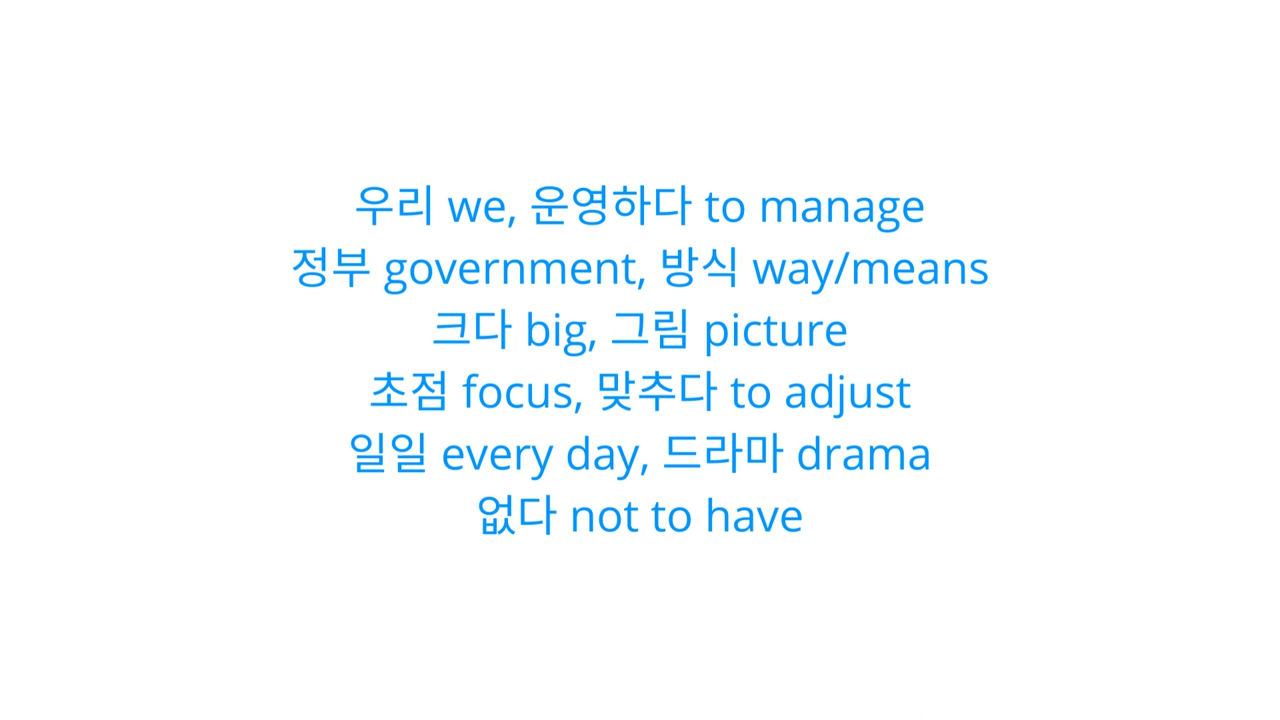 우리 we, 운영하다 to manage
정부 government, 방식 way/means
크다 big, 그림 picture
초점 focus, 맞추다 to adjust
일일 every day, 드라마 drama
없다 not to have